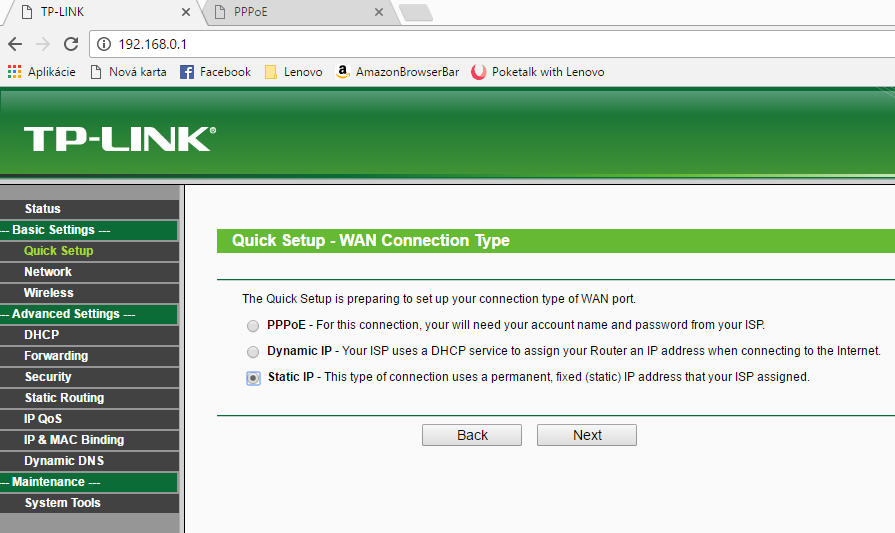 TP-LINK
PPPoE
192.168.0.1
Aplikácie Nová karta Facebook Lenovo AmazonBrowserBar Poketalk with Lenovo
TP-LINK®
Status
--- Basic Settings ---
Quick Setup
Network
Wireless
--- Advanced Settings ---
DHCP
Forwarding
Security
Static Routing
IP QoS
IP & MAC Binding
Dynamic DNS
--- Maintenance ---
System Tools
Quick Setup - WAN Connection Type
The Quick Setup is preparing to set up your connection type of WAN port.
PPPoE - For this connection, your will need your account name and password from your ISP.
Dynamic IP - Your ISP uses a DHCP service to assign your Router an IP address when connecting to the Internet.
Static IP - This type of connection uses a permanent, fixed (static) IP address that your ISP assigned.
Back Next